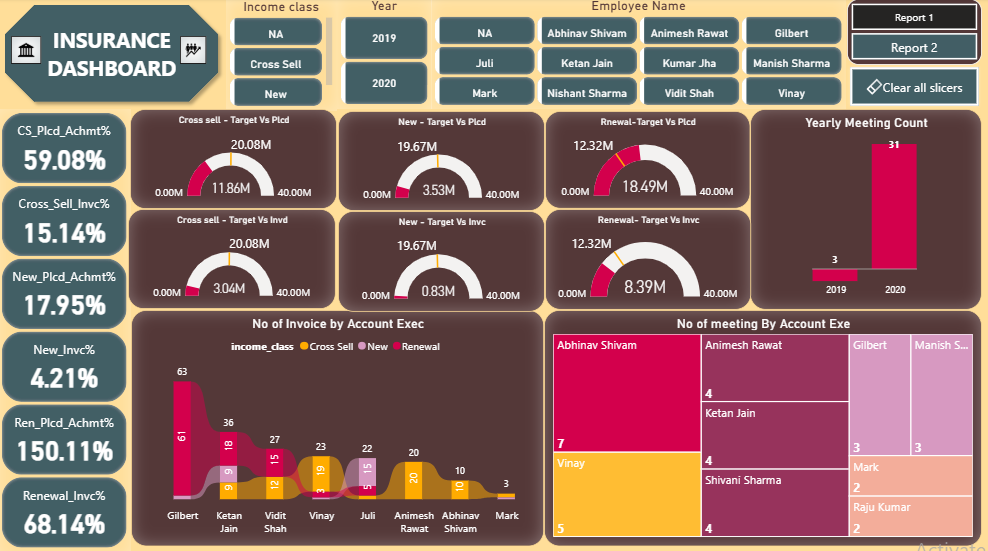 INSURANCE
DASHBOARD
Income class
NA
Cross Sell
New
Year
2019
2020
Employee Name
NA
Abhinav Shivam
Animesh Rawat
Gilbert
Juli
Ketan Jain
Kumar Jha
Manish Sharma
Mark
Nishant Sharma
Vidit Shah
Vinay
Report 1
Report 2
Clear all slicers
CS_Plcd_Achmt%
59.08%
Cross_Sell_Invc%
15.14%
New_Plcd_Achmt%
17.95%
New_Invc%
4.21%
Ren_Plcd_Achmt%
150.11%
Renewal_Invc%
68.14%
Cross sell - Target Vs Plcd
20.08M
0.00M
11.86M
40.00M
New - Target Vs Plcd
19.67M
0.00M
3.53M
40.00M
Rnewal-Target Vs Plcd
12.32M
0.00M
18.49M
40.00M
Cross sell - Target Vs Invd
20.08M
0.00M
3.04M
40.00M
New - Target Vs Invc
19.67M
0.00M
0.83M
40.00M
Renewal- Target Vs Invc
12.32M
0.00M
8.39M
40.00M
Yearly Meeting Count
3
31
2019
2020
No of Invoice by Account Exec
income_class Cross Sell New Renewal
63
61
36
18
9
9
27
15
12
23
19
3
22
15
5
20
20
10
10
3
Gilbert
Ketan
Jain
Vidit
Shah
Vinay
Juli
Animesh
Rawat
Abhinav
Shivam
Mark
No of meeting By Account Exe
Abhinav Shivam
7
Vinay
5
Animesh Rawat
4
Ketan Jain
4
Shivani Sharma
4
Gilbert
3
Manish S...
3
Mark
2
Raju Kumar
2
Activate